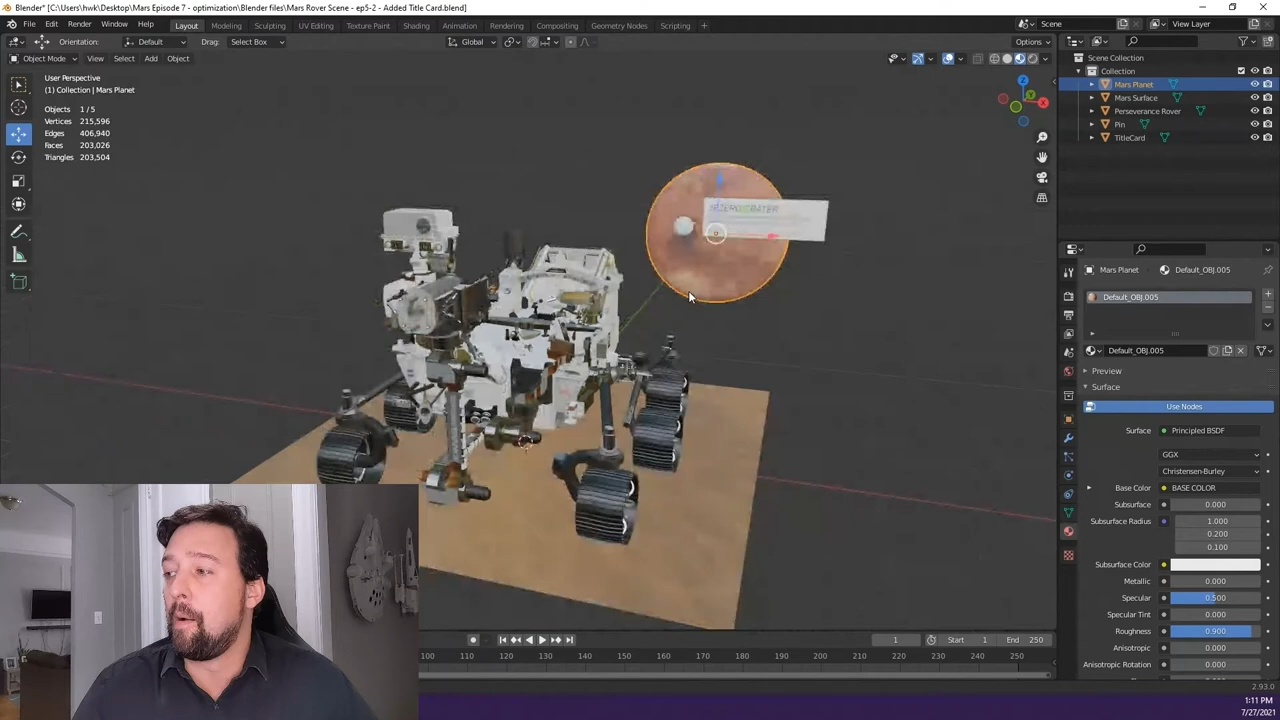 Blender* [C:\Users\hwk\Desktop\Mars Episode 7 - optimization\Blender files\Mars Rover Scene - ep5-2 - Added Title Card.blend]
File Edit Render Window Help Layout Modeling Sculpting UV Editing Texture Paint Shading Animation Rendering Compositing Geometry Nodes Scripting + Scene View Layer
Orientation: Default Drag: Select Box Global Options
Object Mode View Select Add Object
User Perspective
(1) Collection | Mars Planet
Objects 1 / 5
Vertices 215,596
Edges 406,940
Faces 203,026
Triangles 203,504
Z
Y
X
CRATER
Scene Collection
Collection
Mars Planet
Mars Surface
Perseverance Rover
Pin
TitleCard
Mars Planet Default_OBJ.005
Default_OBJ.005
Default_OBJ.005
Preview
Surface
Use Nodes
Surface Principled BSDF
GGX
Christensen-Burley
Base Color BASE COLOR
Subsurface 0.000
Subsurface Radius 1.000
0.200
0.100
Subsurface Color
Metallic 0.000
Specular 0.500
Specular Tint 0.000
Roughness 0.900
Anisotropic 0.000
Anisotropic Rotation 0.000
1 Start 1 End 250
100 110 120 130 140 150 160 170 180 190 200 210 220 230 240 250
2.93.0
1:11 PM
7/27/2021